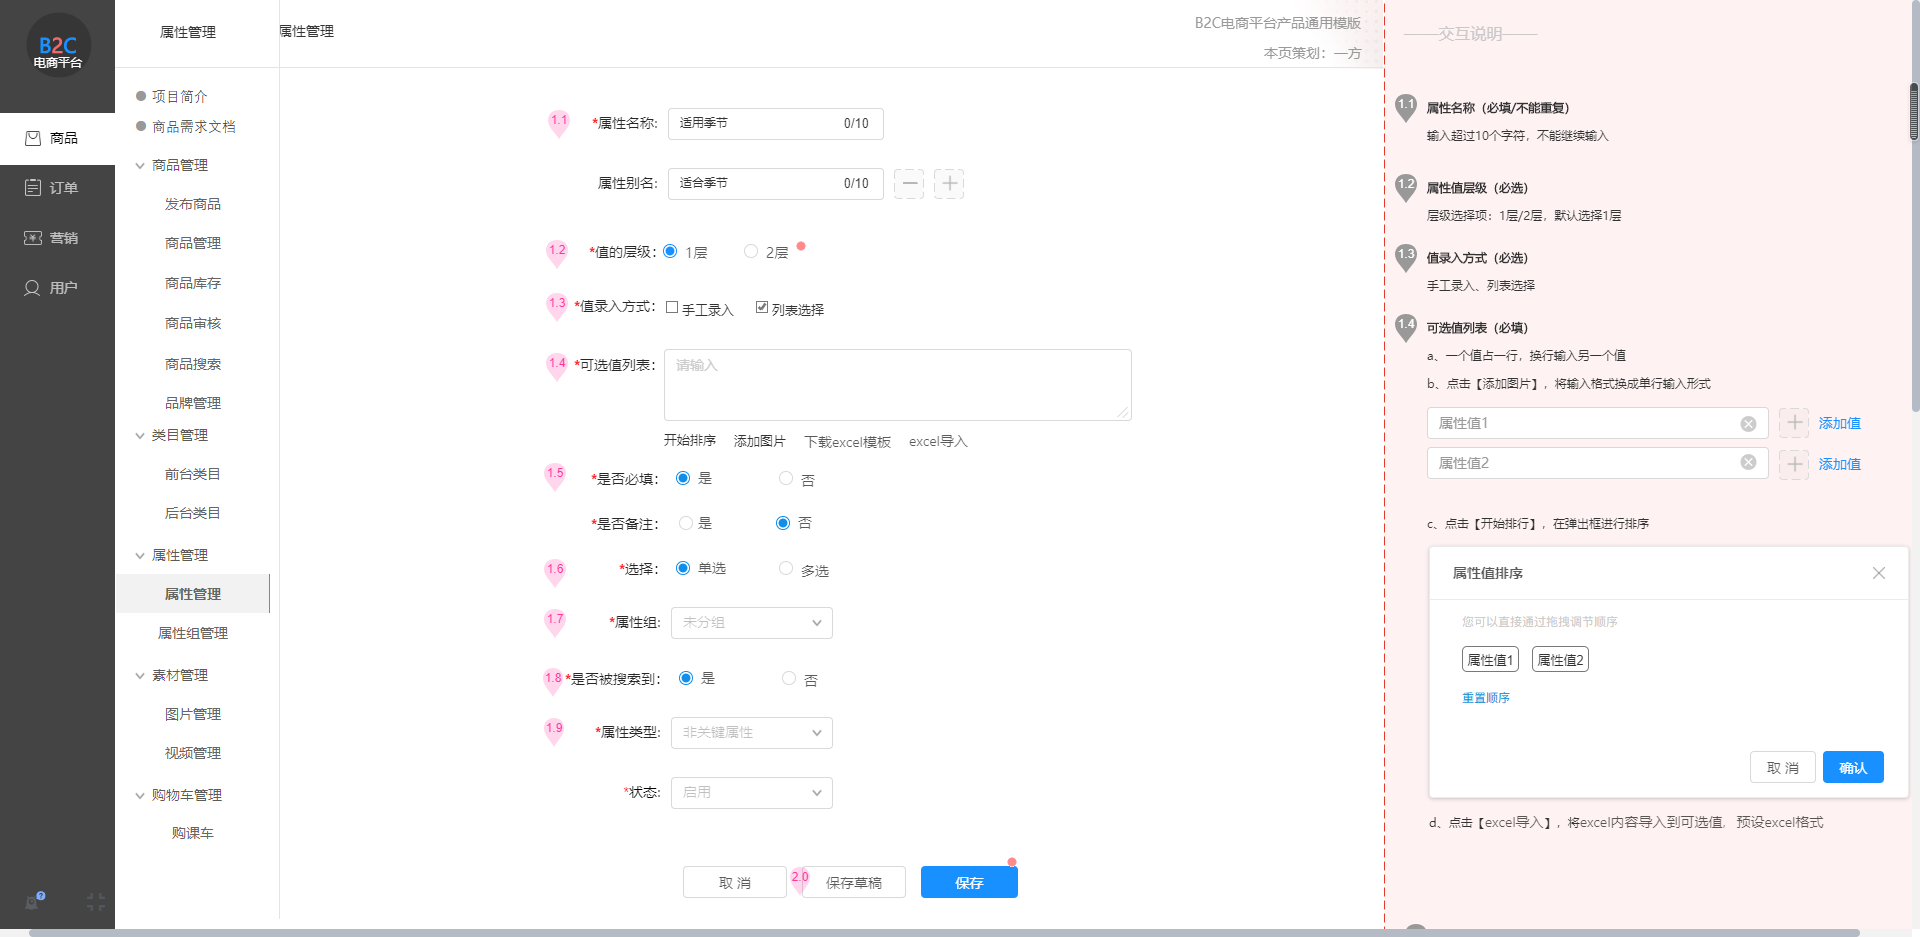 B2C
电商平台
商品
订单
营销
用户
属性管理
项目简介
商品需求文档
商品管理
发布商品
商品管理
商品库存
商品审核
商品搜索
品牌管理
类目管理
前台类目
后台类目
属性管理
属性管理
属性组管理
素材管理
图片管理
视频管理
购物车管理
购课车
属性管理
B2C电商平台产品通用模版
本页策划：一方
1.1 *属性名称: 适用季节 0/10
属性别名: 适合季节 0/10
1.2 *值的层级: 1层 2层
1.3 *值录入方式: 手工录入 列表选择
1.4 *可选值列表: 请输入
开始排序 添加图片 下载excel模板 excel导入
1.5 *是否必填: 是 否
*是否备注: 是 否
1.6 *选择: 单选 多选
1.7 *属性组: 未分组
1.8 *是否被搜索到: 是 否
1.9 *属性类型: 非关键属性
*状态: 启用
取 消 2.0 保存草稿 保存
——交互说明——
1.1 属性名称（必填/不能重复）
输入超过10个字符，不能继续输入
1.2 属性值层级（必选）
层级选择项：1层/2层，默认选择1层
1.3 值录入方式（必选）
手工录入、列表选择
1.4 可选值列表（必填）
a、一个值占一行，换行输入另一个值
b、点击【添加图片】，将输入格式换成单行输入形式
属性值1 添加值
属性值2 添加值
c、点击【开始排行】，在弹出框进行排序
属性值排序
您可以直接通过拖拽调节顺序
属性值1 属性值2
重置顺序
取 消 确认
d、点击【excel导入】，将excel内容导入到可选值，预设excel格式